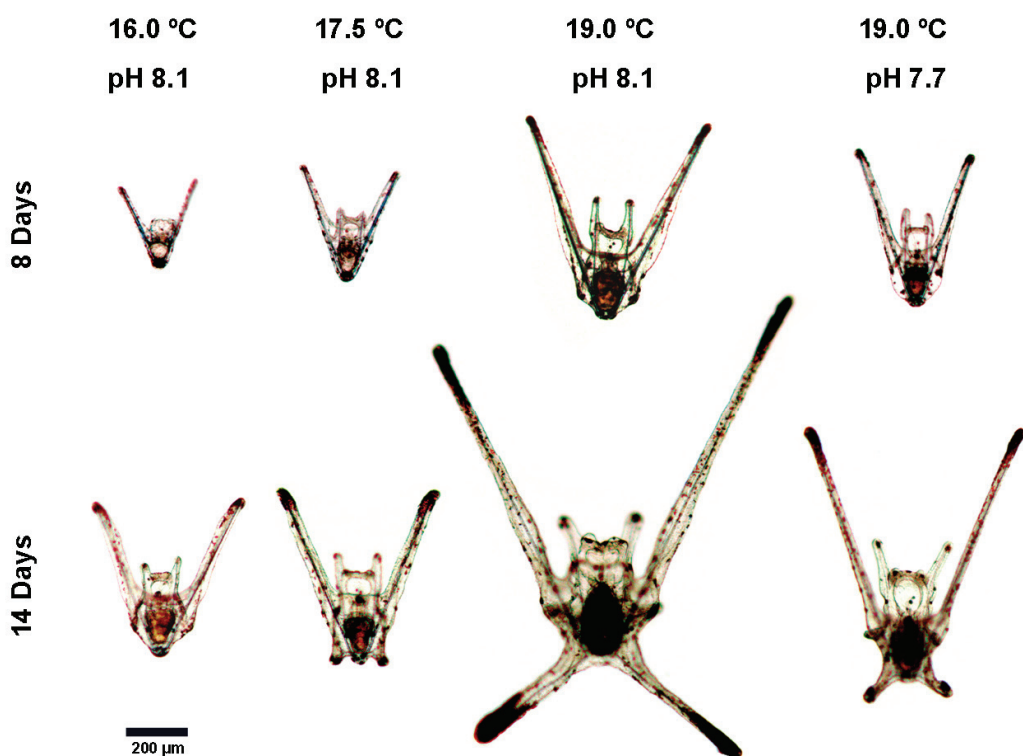 16.0 ºC 17.5 ºC 19.0 ºC 19.0 ºC
pH 8.1 pH 8.1 pH 8.1 pH 7.7
8 Days
14 Days
200 µm